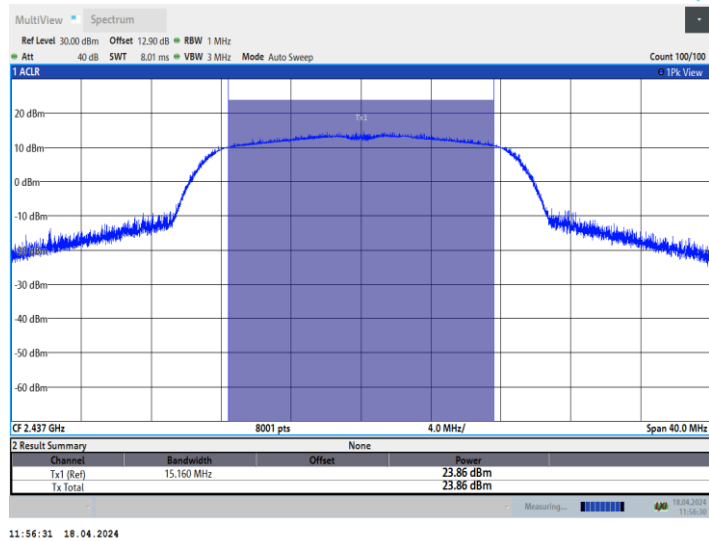 MultiView Spectrum
Ref Level 30.00 dBm Offset 12.90 dB RBW 1 MHz
Att 40 dB SWT 8.01 ms VBW 3 MHz Mode Auto Sweep Count 100/100
1 ACLR 1Pk View
Tx1
20 dBm
10 dBm
0 dBm
-10 dBm
-30 dBm
-40 dBm
-50 dBm
-60 dBm
CF 2.437 GHz 8001 pts 4.0 MHz/ Span 40.0 MHz
2 Result Summary None
Channel Bandwidth Offset Power
Tx1 (Ref) 15.160 MHz 23.86 dBm
Tx Total 23.86 dBm
Measuring... 18.04.2024
11:56:30
11:56:31 18.04.2024